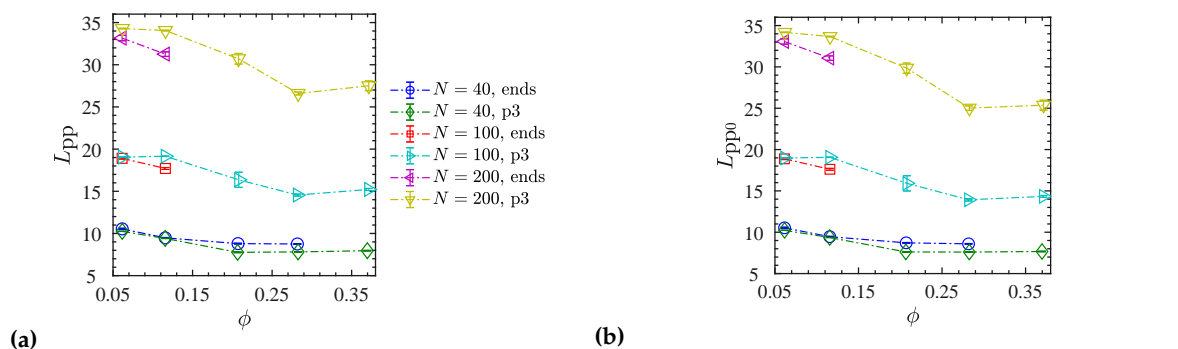 35
30
25
20
15
10
5
L_pp
0.05 0.15 0.25 0.35
ϕ
(a)
N = 40, ends
N = 40, p3
N = 100, ends
N = 100, p3
N = 200, ends
N = 200, p3
35
30
25
20
15
10
5
L_pp0
0.05 0.15 0.25 0.35
ϕ
(b)